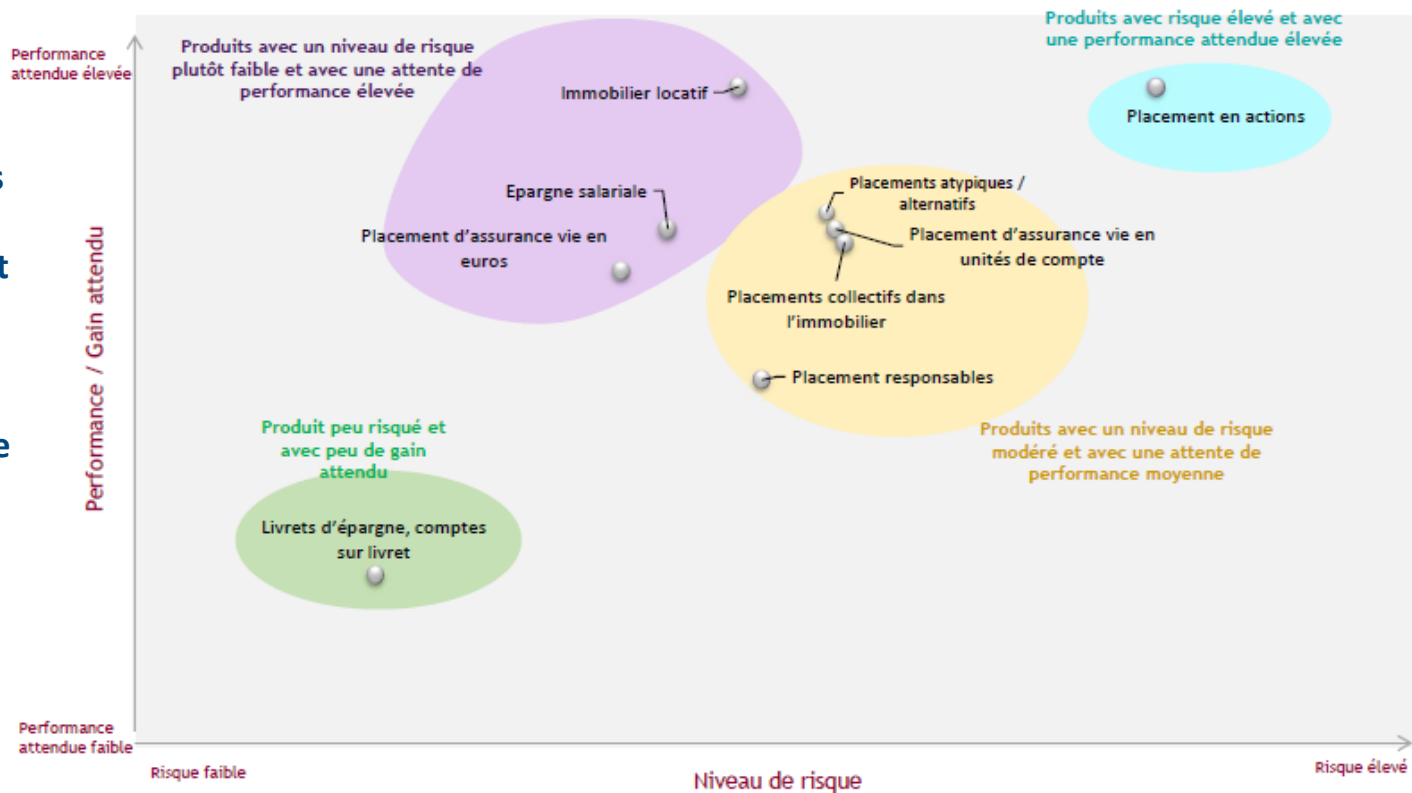 Produits avec risque élevé et avec
une performance attendue élevée
Performance
attendue élevée
Produits avec un niveau de risque
plutôt faible et avec une attente de
performance élevée
Immobilier locatif
Placement en actions
s
Epargne salariale
Placements atypiques /
alternatifs
Placement d'assurance vie en
euros
Placement d'assurance vie en
unités de compte
t
Placements collectifs dans
l'immobilier
Performance / Gain attendu
Placement responsables
Produit peu risqué et
avec peu de gain
attendu
e
Produits avec un niveau de risque
modéré et avec une attente de
performance moyenne
Livrets d'épargne, comptes
sur livret
Performance
attendue faible
Risque faible
Niveau de risque
Risque élevé